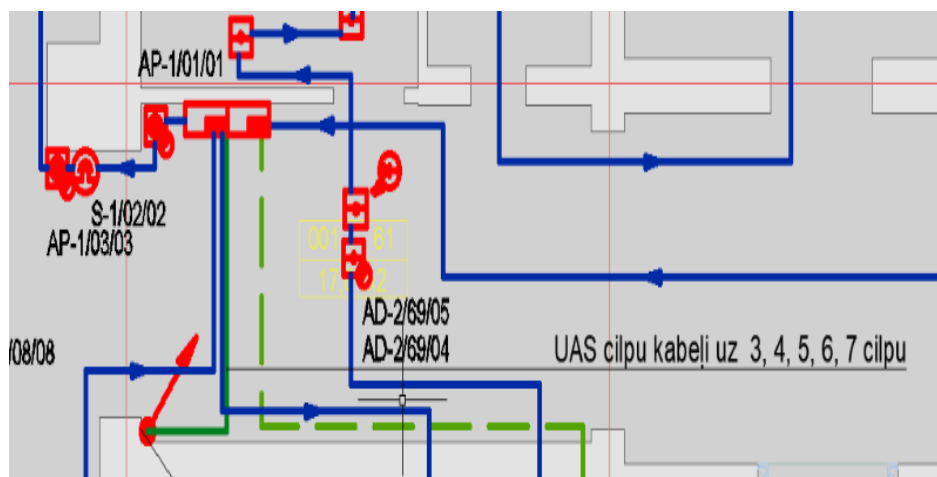 AP-1/01/01
S-1/02/02
AP-1/03/03
AD-2/69/05
AD-2/69/04
/08/08
UAS cilpu kabeļi uz 3, 4, 5, 6, 7 cilpu